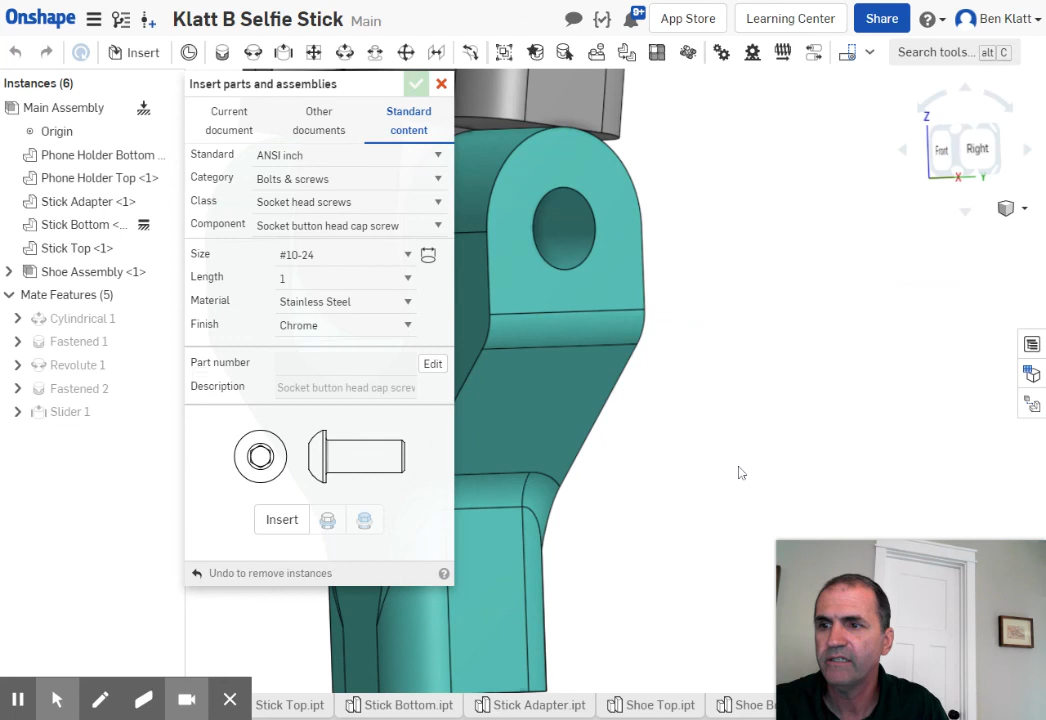 Onshape
Klatt B Selfie Stick Main
9+
App Store
Learning Center
Share
Ben Klatt
Insert
Search tools...
alt C
Instances (6)
Main Assembly
Origin
Phone Holder Bottom ...
Phone Holder Top <1>
Stick Adapter <1>
Stick Bottom <...
Stick Top <1>
Shoe Assembly <1>
Mate Features (5)
Cylindrical 1
Fastened 1
Revolute 1
Fastened 2
Slider 1
Insert parts and assemblies
Current document
Other documents
Standard content
Standard ANSI inch
Category Bolts & screws
Class Socket head screws
Component Socket button head cap screw
Size #10-24
Length 1
Material Stainless Steel
Finish Chrome
Part number
Edit
Description Socket button head cap screw
Insert
Undo to remove instances
Z
Front
Right
X
Y
Stick Top.ipt
Stick Bottom.ipt
Stick Adapter.ipt
Shoe Top.ipt
Shoe B